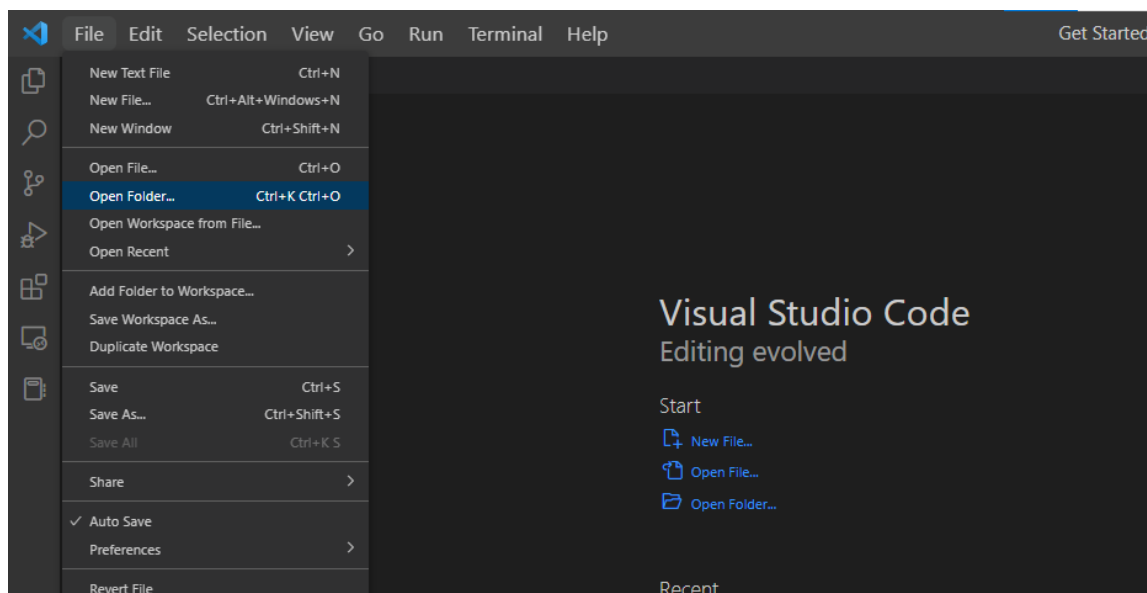 File Edit Selection View Go Run Terminal Help Get Started
New Text File Ctrl+N
New File... Ctrl+Alt+Windows+N
New Window Ctrl+Shift+N
Open File... Ctrl+O
Open Folder... Ctrl+K Ctrl+O
Open Workspace from File...
Open Recent
Add Folder to Workspace...
Save Workspace As...
Duplicate Workspace
Save Ctrl+S
Save As... Ctrl+Shift+S
Save All Ctrl+K S
Share
Auto Save
Preferences
Revert File
Visual Studio Code
Editing evolved
Start
New File...
Open File...
Open Folder...
Recent